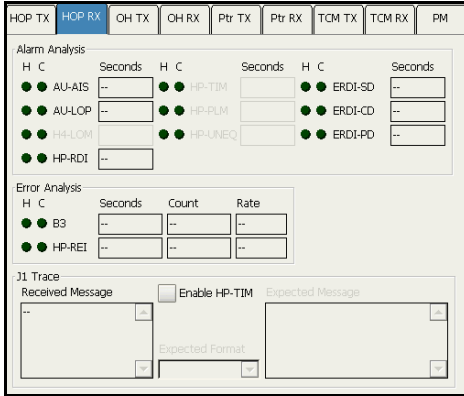 HOP TX HOP RX OH TX OH RX Ptr TX Ptr RX TCM TX TCM RX PM
Alarm Analysis
H C Seconds H C Seconds H C Seconds
AU-AIS -- HP-TIM ERDI-SD --
AU-LOP -- HP-PLM ERDI-CD --
H4-LOM HP-UNEQ ERDI-PD --
HP-RDI --
Error Analysis
H C Seconds Count Rate
B3 -- -- --
HP-REI -- -- --
J1 Trace
Received Message Enable HP-TIM Expected Message
--
Expected Format